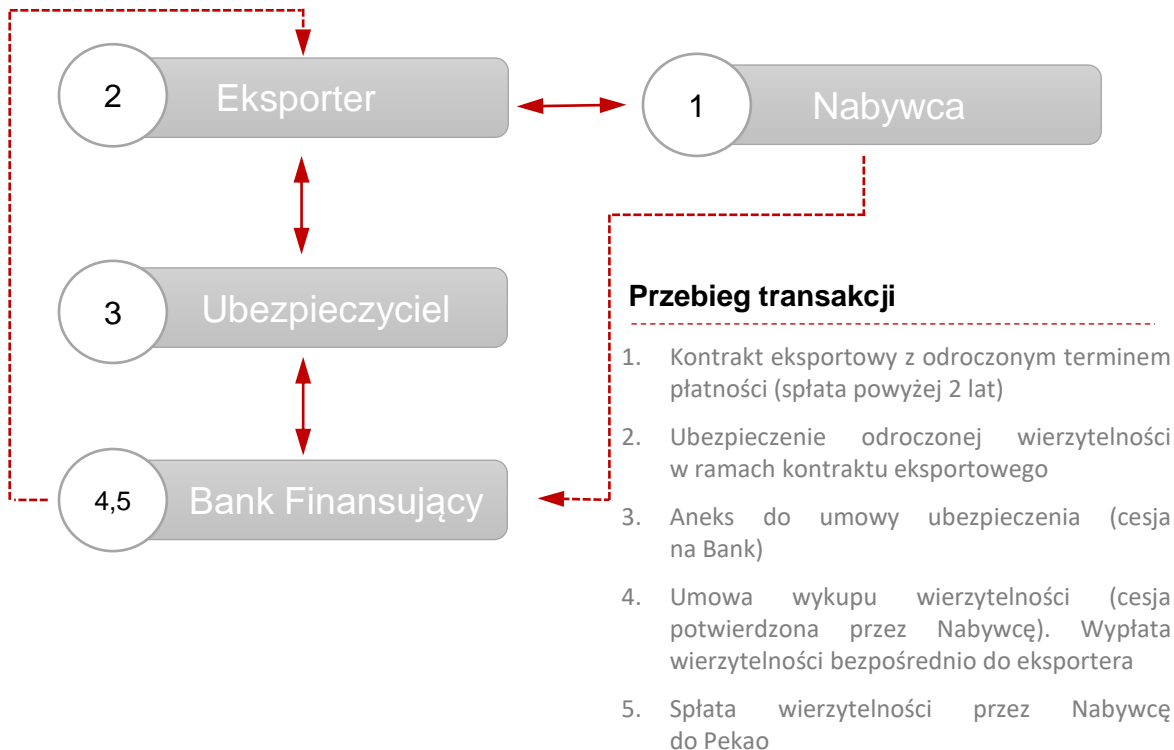 2
Eksporter
1
Nabywca
3
Ubezpieczyciel
4,5
Bank Finansujący
Przebieg transakcji
1. Kontrakt eksportowy z odroczonym terminem
płatności (spłata powyżej 2 lat)
2. Ubezpieczenie odroczonej wierzytelności
w ramach kontraktu eksportowego
3. Aneks do umowy ubezpieczenia (cesja
na Bank)
4. Umowa wykupu wierzytelności (cesja
potwierdzona przez Nabywcę). Wypłata
wierzytelności bezpośrednio do eksportera
5. Spłata wierzytelności przez Nabywcę
do Pekao